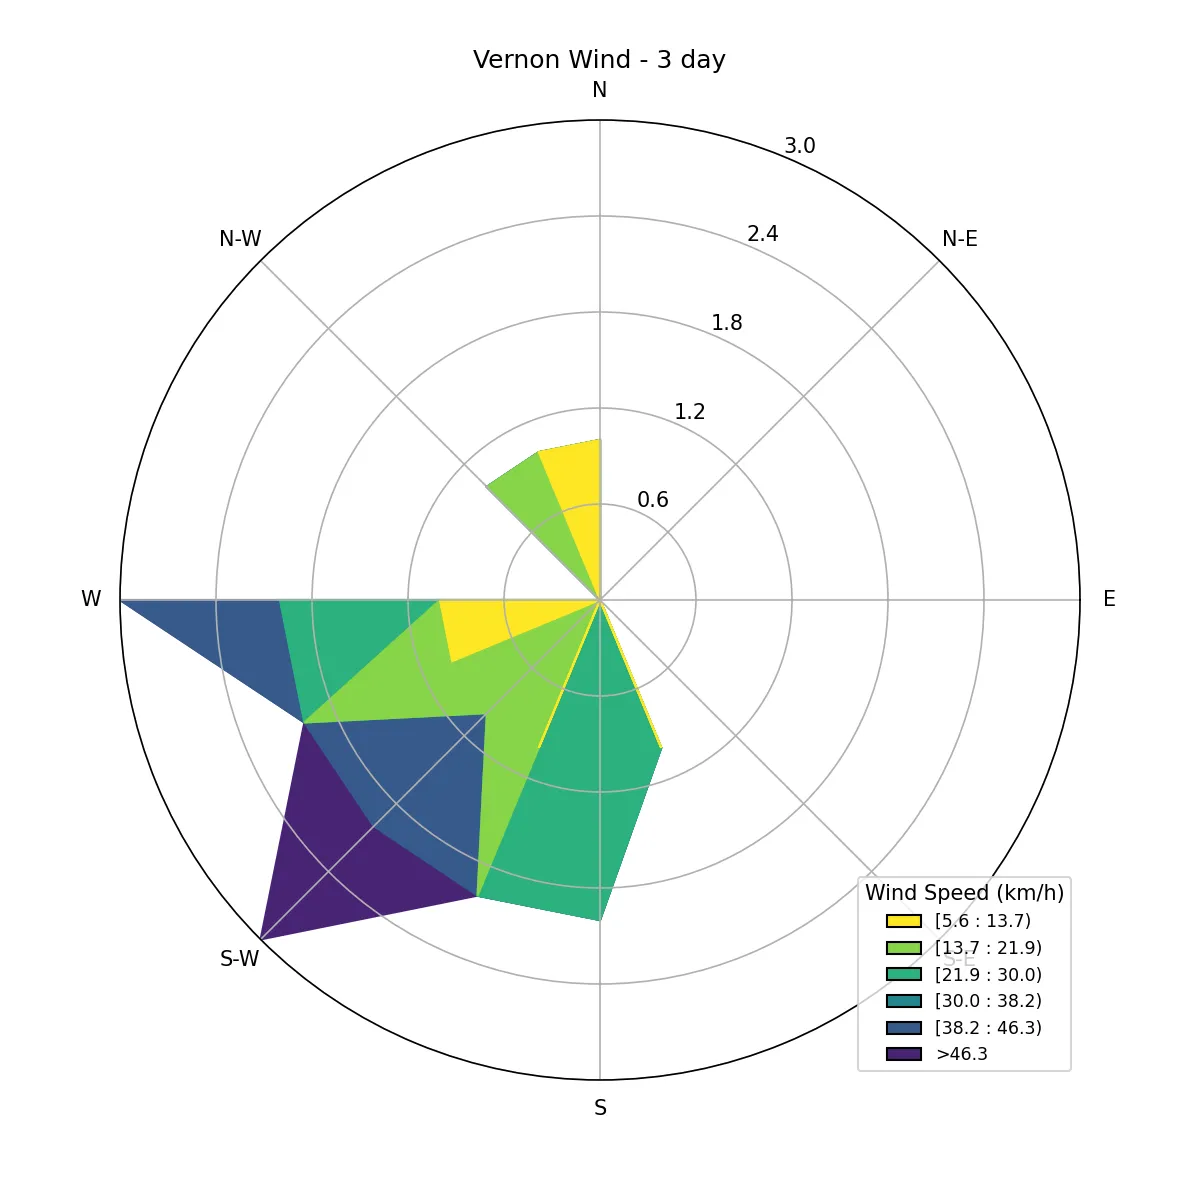 Vernon Wind - 3 day
N
3.0
N-W
2.4
N-E
1.8
1.2
0.6
W
E
Wind Speed (km/h)
[5.6 : 13.7)
[13.7 : 21.9)
[21.9 : 30.0)
[30.0 : 38.2)
[38.2 : 46.3)
>46.3
S-W
S-E
S